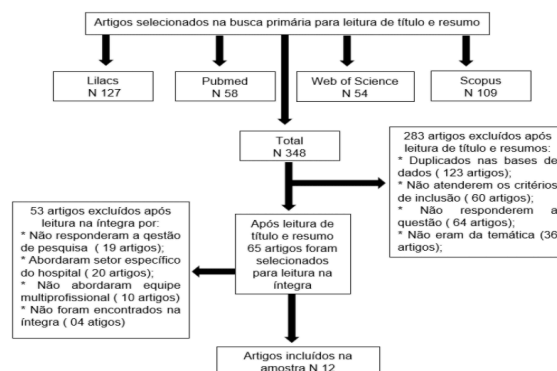 Artigos selecionados na busca primária para leitura de título e resumo
Lilacs
N 127
Pubmed
N 58
Web of Science
N 54
Scopus
N 109
Total
N 348
283 artigos excluídos após
leitura de título e resumos:
* Duplicados nas bases de
dados ( 123 artigos);
* Não atenderem os critérios
de inclusão ( 60 artigos);
* Não responderem a
questão ( 64 artigos);
* Não eram da temática (36
artigos);
53 artigos excluídos após
leitura na íntegra por:
* Não responderam a qestão
de pesquisa ( 19 artigos);
* Abordaram setor específico
do hospital ( 20 artigos);
* Não abordaram equipe
multiprofissional ( 10 artigos)
* Não foram encontrados na
íntegra ( 04 atigos)
Após leitura de
título e resumo
65 artigos foram
selecionados
para leitura na
íntegra
Artigos incluídos na
amostra N 12